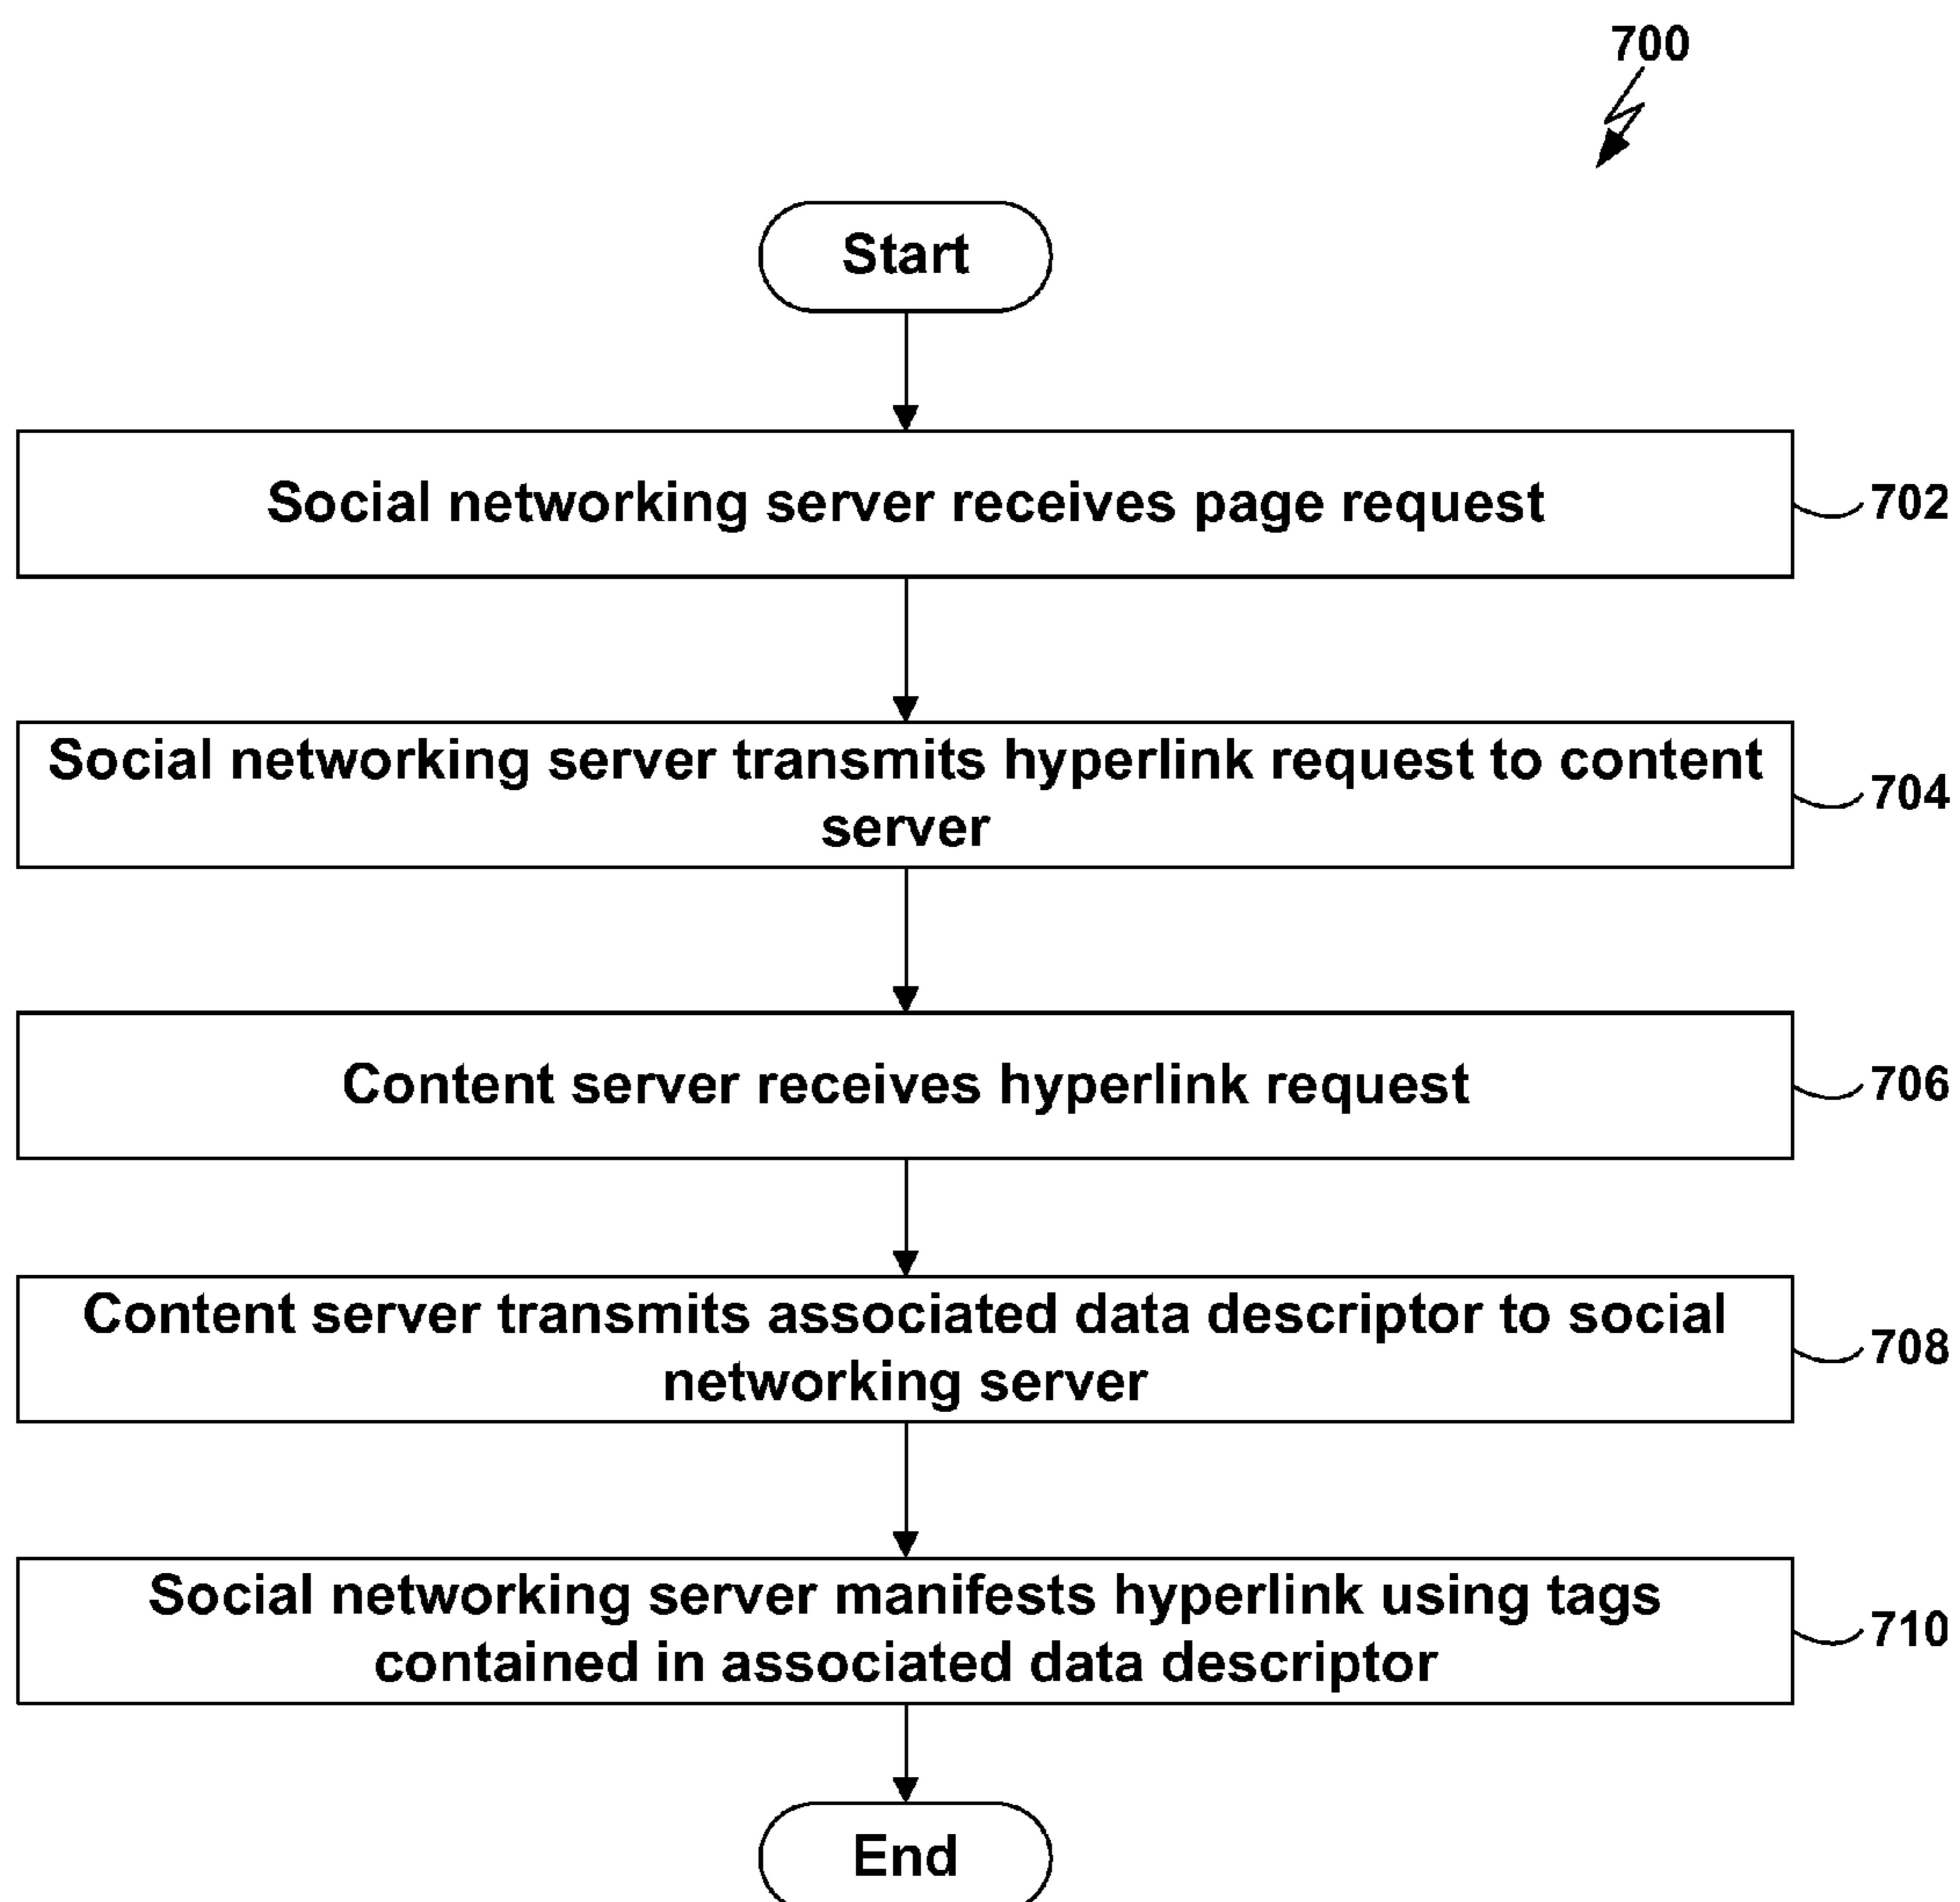 700
Start
Social networking server receives page request
702
Social networking server transmits hyperlink request to content
server
704
Content server receives hyperlink request
706
Content server transmits associated data descriptor to social
networking server
708
Social networking server manifests hyperlink using tags
contained in associated data descriptor
710
End